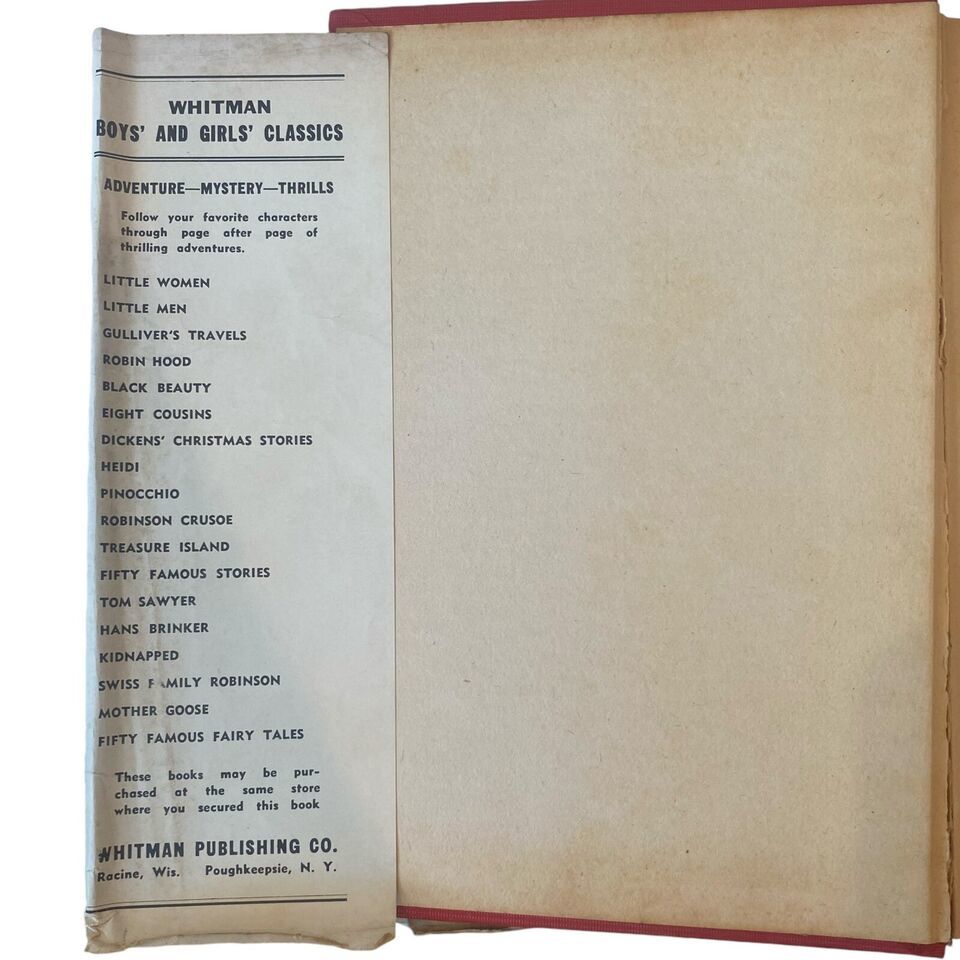 WHITMAN
BOYS' AND GIRLS' CLASSICS
ADVENTURE—MYSTERY—THRILLS
Follow your favorite characters
through page after page of
thrilling adventures.
LITTLE WOMEN
LITTLE MEN
GULLIVER'S TRAVELS
ROBIN HOOD
BLACK BEAUTY
EIGHT COUSINS
DICKENS' CHRISTMAS STORIES
HEIDI
PINOCCHIO
ROBINSON CRUSOE
TREASURE ISLAND
FIFTY FAMOUS STORIES
TOM SAWYER
HANS BRINKER
KIDNAPPED
SWISS FAMILY ROBINSON
MOTHER GOOSE
FIFTY FAMOUS FAIRY TALES
These books may be pur-
chased at the same store
where you secured this book
WHITMAN PUBLISHING CO.
Racine, Wis. Poughkeepsie, N. Y.